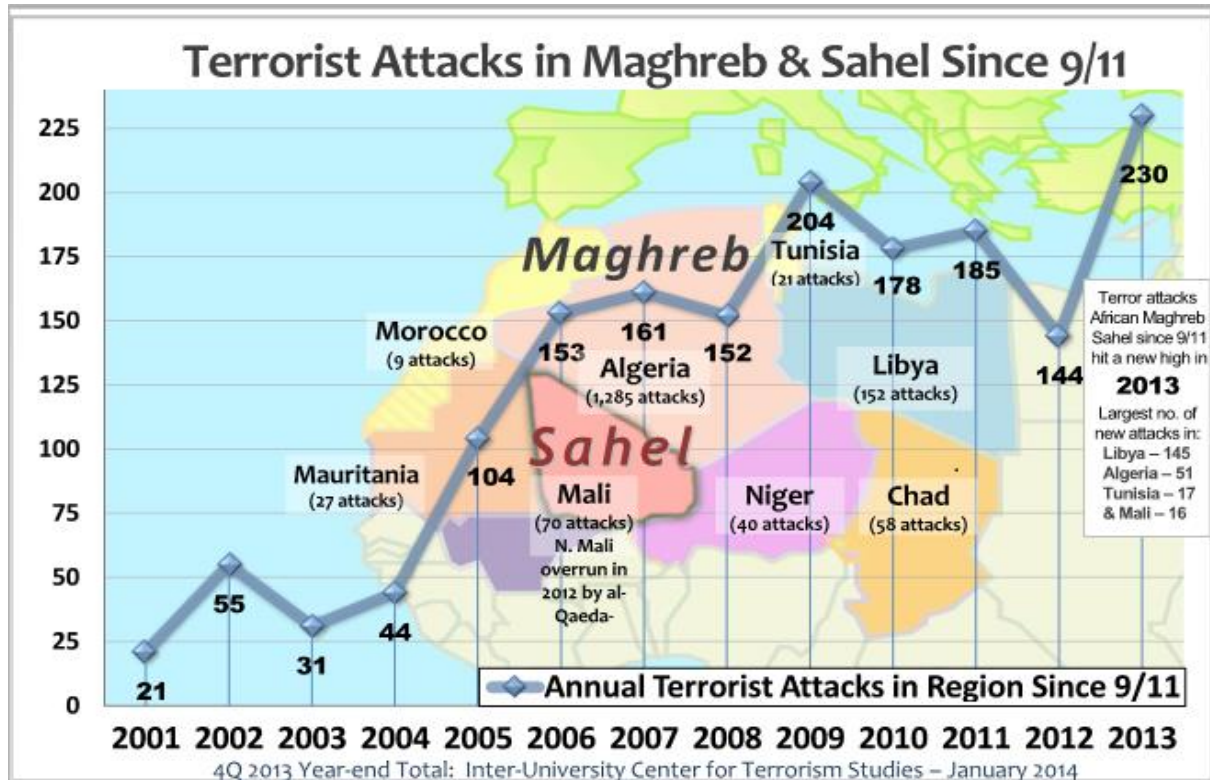 Terrorist Attacks in Maghreb & Sahel Since 9/11
225
200
175
150
125
100
75
50
25
0
21
55
31
44
104
153
161
152
204
178
185
144
230
Maghreb
Tunisia
(21 attacks)
Morocco
(9 attacks)
Algeria
(1,285 attacks)
Libya
(152 attacks)
Sahel
Mauritania
(27 attacks)
Mali
(70 attacks)
N. Mali
overrun in
2012 by al-
Qaeda-
Niger
(40 attacks)
Chad
(58 attacks)
Terror attacks
African Maghreb
Sahel since 9/11
hit a new high in
2013
Largest no. of
new attacks in:
Libya – 145
Algeria – 51
Tunisia – 17
& Mali – 16
Annual Terrorist Attacks in Region Since 9/11
2001 2002 2003 2004 2005 2006 2007 2008 2009 2010 2011 2012 2013
4Q 2013 Year-end Total: Inter-University Center for Terrorism Studies – January 2014